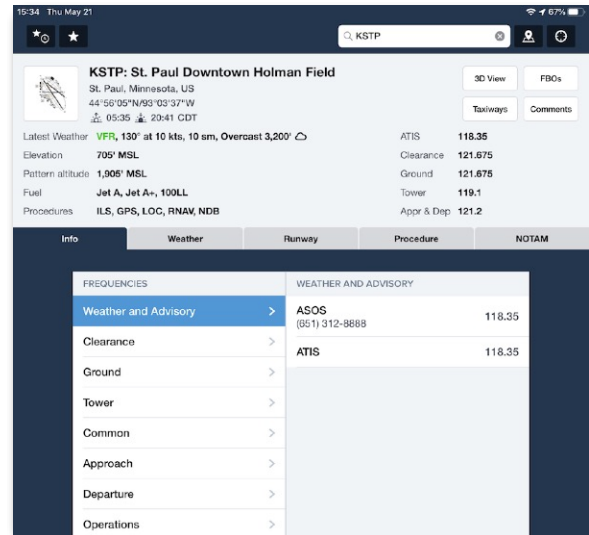 15:34 Thu May 21
67%
KSTP
KSTP: St. Paul Downtown Holman Field
St. Paul, Minnesota, US
44°56'05"N/93°03'37"W
05:35 20:41 CDT
3D View
FBOs
Taxiways
Comments
Latest Weather VFR, 130° at 10 kts, 10 sm, Overcast 3,200'
Elevation 705' MSL
Pattern altitude 1,905' MSL
Fuel Jet A, Jet A+, 100LL
Procedures ILS, GPS, LOC, RNAV, NDB
ATIS 118.35
Clearance 121.675
Ground 121.675
Tower 119.1
Appr & Dep 121.2
Info Weather Runway Procedure NOTAM
FREQUENCIES
Weather and Advisory
Clearance
Ground
Tower
Common
Approach
Departure
Operations
WEATHER AND ADVISORY
ASOS 118.35
(651) 312-8888
ATIS 118.35